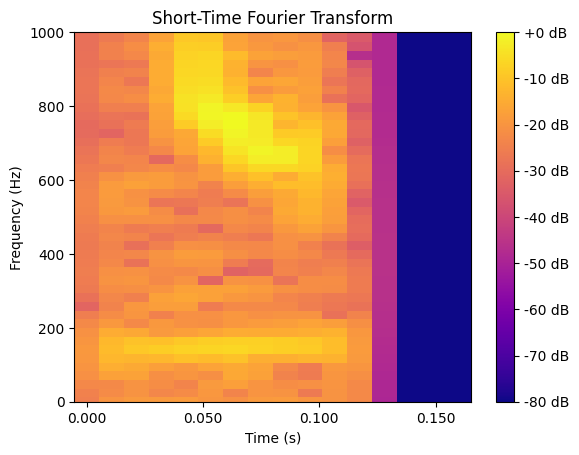 Short-Time Fourier Transform
1000
800
600
400
200
0
Frequency (Hz)
0.000
0.050
0.100
0.150
Time (s)
+0 dB
-10 dB
-20 dB
-30 dB
-40 dB
-50 dB
-60 dB
-70 dB
-80 dB